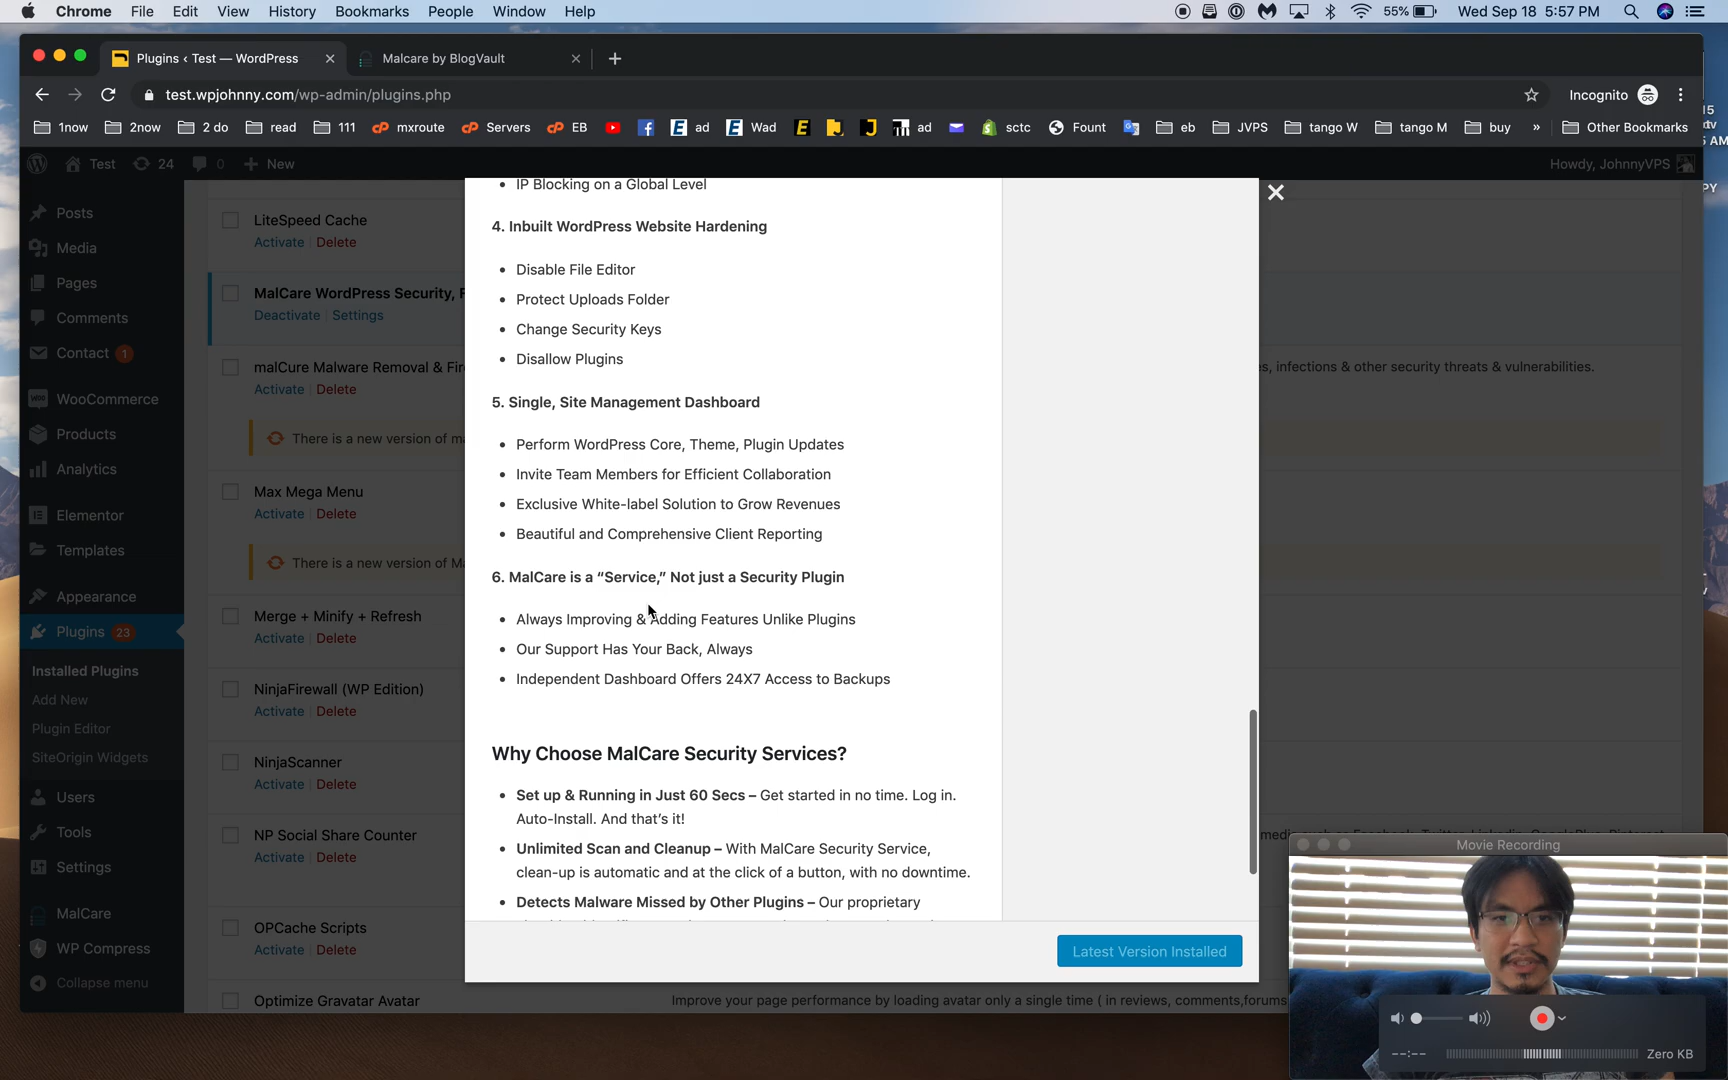 Chrome File Edit View History Bookmarks People Window Help 55% Wed Sep 18 5:57 PM
Plugins ‹ Test — WordPress Malcare by BlogVault
test.wpjohnny.com/wp-admin/plugins.php Incognito
1now 2now 2 do read 111 mxroute Servers EB ad Wad ad sctc Fount eb JVPS tango W tango M buy » Other Bookmarks
Test 24 0 New Howdy, JohnnyVPS
Posts
Media
Pages
Comments
Contact 1
WooCommerce
Products
Analytics
Elementor
Templates
Appearance
Plugins 23
Installed Plugins
Add New
Plugin Editor
SiteOrigin Widgets
Users
Tools
Settings
MalCare
WP Compress
Collapse menu
LiteSpeed Cache
Activate | Delete
MalCare WordPress Security, F
Deactivate | Settings
malCure Malware Removal & Fir
Activate | Delete
s, infections & other security threats & vulnerabilities.
There is a new version of ma
Max Mega Menu
Activate | Delete
There is a new version of Ma
Merge + Minify + Refresh
Activate | Delete
NinjaFirewall (WP Edition)
Activate | Delete
NinjaScanner
Activate | Delete
NP Social Share Counter
Activate | Delete
OPCache Scripts
Activate | Delete
Optimize Gravatar Avatar
Improve your page performance by loading avatar only a single time ( in reviews, comments,forums
IP Blocking on a Global Level
4. Inbuilt WordPress Website Hardening
Disable File Editor
Protect Uploads Folder
Change Security Keys
Disallow Plugins
5. Single, Site Management Dashboard
Perform WordPress Core, Theme, Plugin Updates
Invite Team Members for Efficient Collaboration
Exclusive White-label Solution to Grow Revenues
Beautiful and Comprehensive Client Reporting
6. MalCare is a “Service,” Not just a Security Plugin
Always Improving & Adding Features Unlike Plugins
Our Support Has Your Back, Always
Independent Dashboard Offers 24X7 Access to Backups
Why Choose MalCare Security Services?
Set up & Running in Just 60 Secs – Get started in no time. Log in.
Auto-Install. And that’s it!
Unlimited Scan and Cleanup – With MalCare Security Service,
clean-up is automatic and at the click of a button, with no downtime.
Detects Malware Missed by Other Plugins – Our proprietary
Latest Version Installed
Movie Recording
--:-- Zero KB